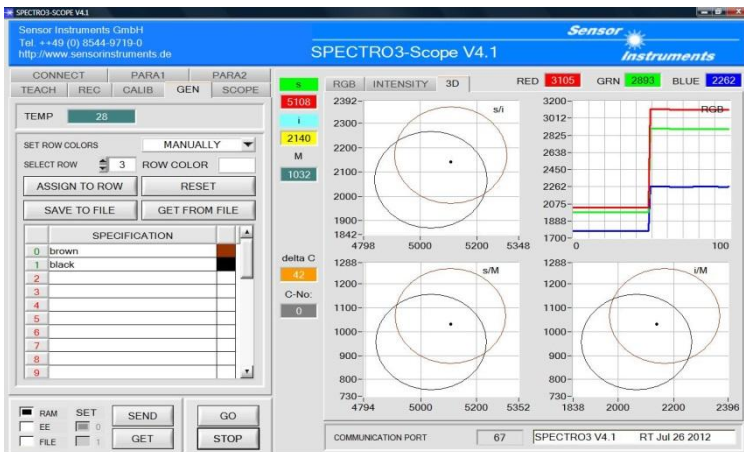 SPECTRO3-SCOPE V4.1
Sensor Instruments GmbH
Tel. ++49 (0) 8544-9719-0
http://www.sensorinstruments.de
SPECTRO3-Scope V4.1
Sensor
Instruments
CONNECT PARA1 PARA2
TEACH REC CALIB GEN SCOPE
TEMP 28
SET ROW COLORS MANUALLY
SELECT ROW 3 ROW COLOR
ASSIGN TO ROW RESET
SAVE TO FILE GET FROM FILE
SPECIFICATION
0 brown
1 black
2
3
4
5
6
7
8
9
RAM SET SEND GO
EE 0
FILE 1 GET STOP
s
5108
i
2140
M
1032
delta C
42
C-No:
0
RGB INTENSITY 3D RED 3105 GRN 2893 BLUE 2262
s/i
2392
2300
2200
2100
2000
1900
1842
4798 5000 5200 5348
RGB
3200
3012
2825
2638
2450
2262
2075
1888
1700
0 100
s/M
1288
1200
1100
1000
900
800
730
4794 5000 5200 5352
i/M
1288
1200
1100
1000
900
800
730
1838 2000 2200 2396
COMMUNICATION PORT 67 SPECTRO3 V4.1 RT Jul 26 2012